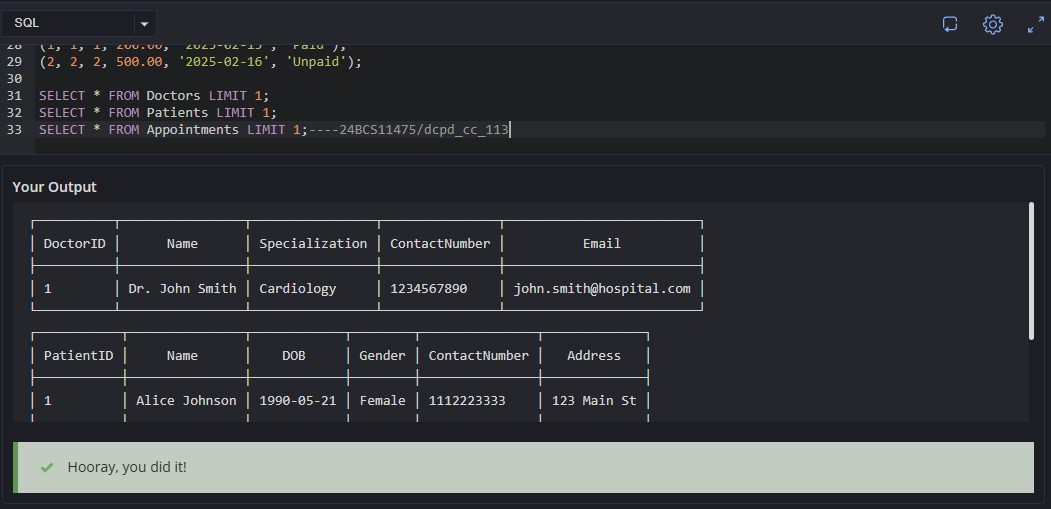 SQL
28 (1, 1, 1, 200.00, '2025-02-15', 'Paid'),
29 (2, 2, 2, 500.00, '2025-02-16', 'Unpaid');
30
31 SELECT * FROM Doctors LIMIT 1;
32 SELECT * FROM Patients LIMIT 1;
33 SELECT * FROM Appointments LIMIT 1;----24BCS11475/dcpd_cc_113
Your Output
DoctorID Name Specialization ContactNumber Email
1 Dr. John Smith Cardiology 1234567890 john.smith@hospital.com
PatientID Name DOB Gender ContactNumber Address
1 Alice Johnson 1990-05-21 Female 1112223333 123 Main St
Hooray, you did it!